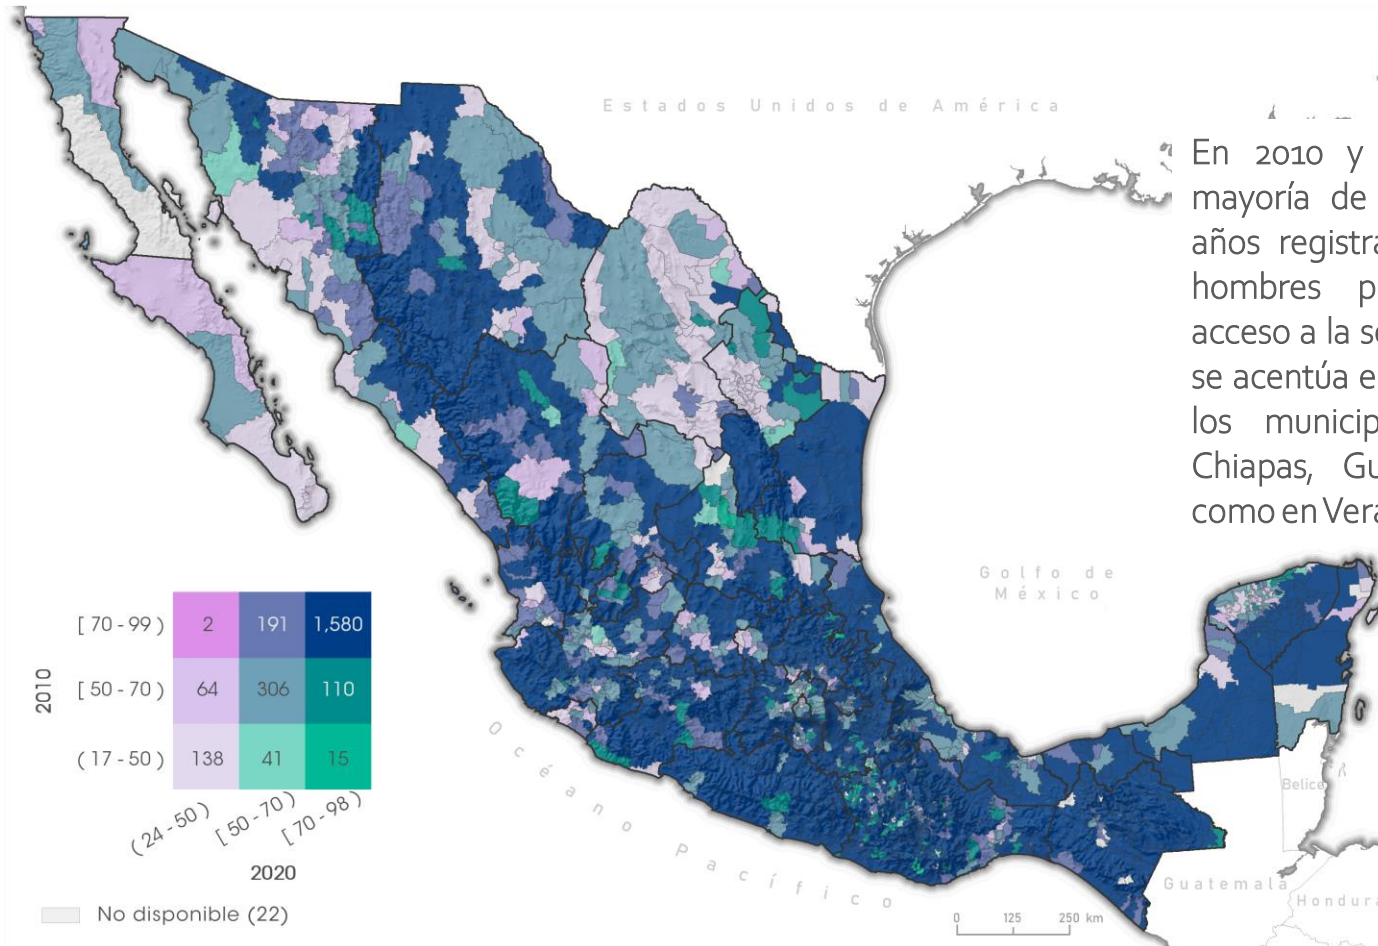 Estados Unidos de América
En 2010 y
mayoría de
años registra
hombres p
acceso a la se
se acentúa e
los municip
Chiapas, Gu
como en Vera
Golfo de
México
[ 70 - 99 ) 2 191 1,580
[ 50 - 70 ) 64 306 110
( 17 - 50 ) 138 41 15
2010
( 24 - 50 ) [ 50 - 70 ) [ 70 - 98 )
2020
No disponible (22)
Océano
Pacífico
Belice
Guatemala
Hondura
0 125 250 km